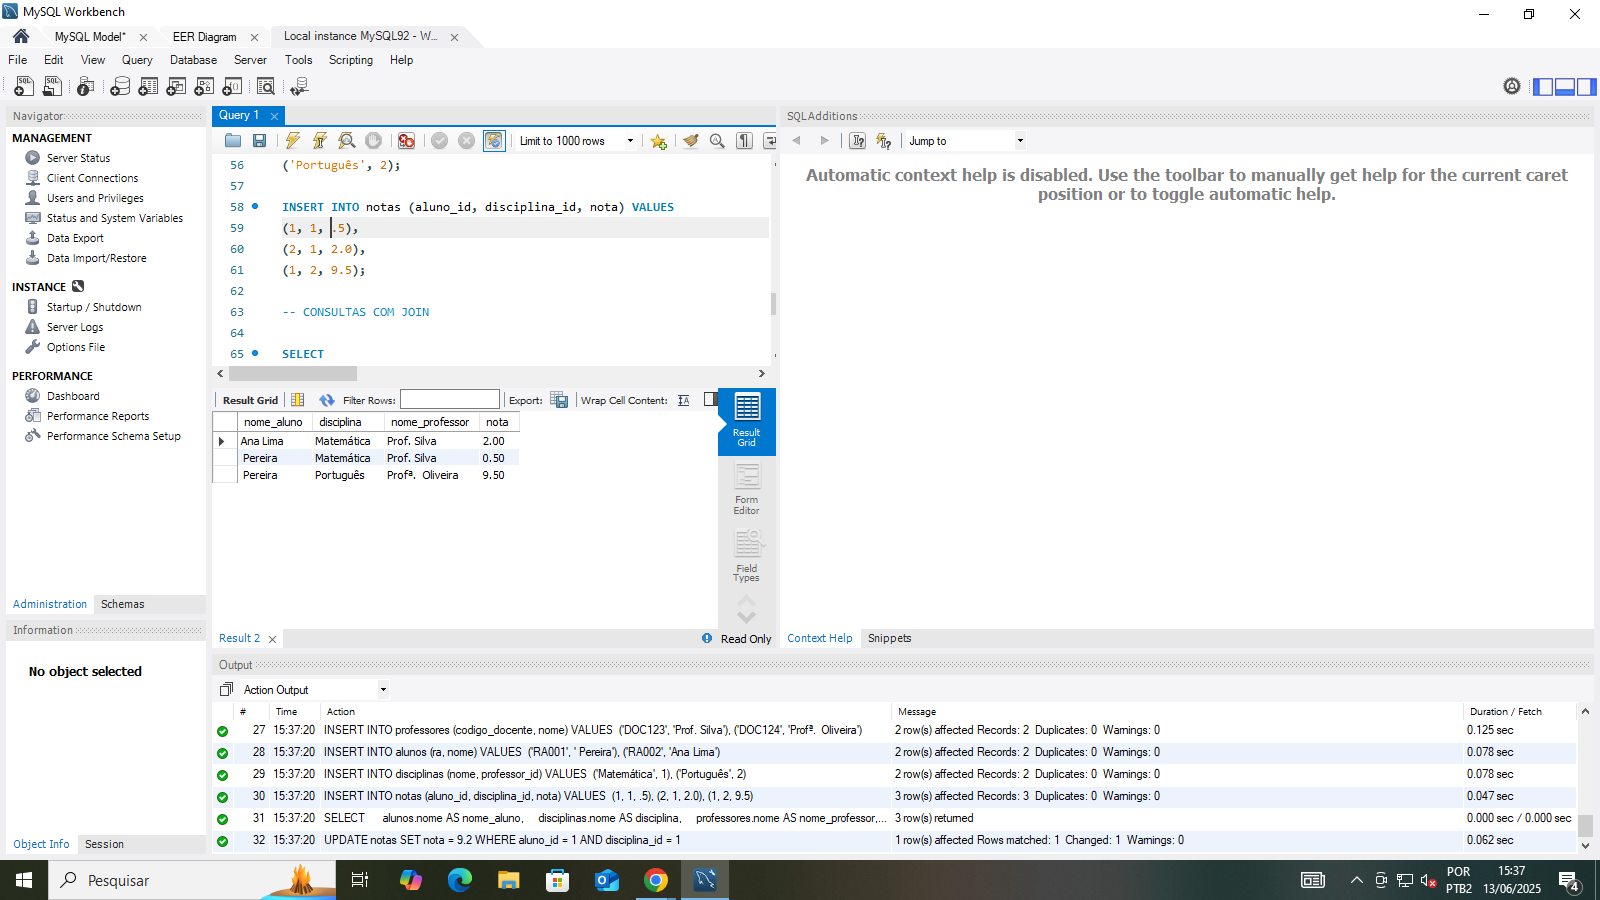 MySQL Workbench
MySQL Model* EER Diagram Local instance MySQL92 - W...
File Edit View Query Database Server Tools Scripting Help
Navigator
MANAGEMENT
Server Status
Client Connections
Users and Privileges
Status and System Variables
Data Export
Data Import/Restore
INSTANCE
Startup / Shutdown
Server Logs
Options File
PERFORMANCE
Dashboard
Performance Reports
Performance Schema Setup
Administration Schemas
Information
No object selected
Object Info Session
Query 1
Limit to 1000 rows
56 ('Português', 2);
57
58 INSERT INTO notas (aluno_id, disciplina_id, nota) VALUES
59 (1, 1, .5),
60 (2, 1, 2.0),
61 (1, 2, 9.5);
62
63 -- CONSULTAS COM JOIN
64
65 SELECT
Result Grid Filter Rows: Export: Wrap Cell Content:
nome_aluno disciplina nome_professor nota
Ana Lima Matemática Prof. Silva 2.00
Pereira Matemática Prof. Silva 0.50
Pereira Português Profª. Oliveira 9.50
Result Grid
Form Editor
Field Types
Result 2 Read Only
SQLAdditions
Jump to
Automatic context help is disabled. Use the toolbar to manually get help for the current caret
position or to toggle automatic help.
Context Help Snippets
Output
Action Output
# Time Action Message Duration / Fetch
27 15:37:20 INSERT INTO professores (codigo_docente, nome) VALUES ('DOC123', 'Prof. Silva'), ('DOC124', 'Profª. Oliveira') 2 row(s) affected Records: 2 Duplicates: 0 Warnings: 0 0.125 sec
28 15:37:20 INSERT INTO alunos (ra, nome) VALUES ('RA001', ' Pereira'), ('RA002', 'Ana Lima') 2 row(s) affected Records: 2 Duplicates: 0 Warnings: 0 0.078 sec
29 15:37:20 INSERT INTO disciplinas (nome, professor_id) VALUES ('Matemática', 1), ('Português', 2) 2 row(s) affected Records: 2 Duplicates: 0 Warnings: 0 0.078 sec
30 15:37:20 INSERT INTO notas (aluno_id, disciplina_id, nota) VALUES (1, 1, .5), (2, 1, 2.0), (1, 2, 9.5) 3 row(s) affected Records: 3 Duplicates: 0 Warnings: 0 0.047 sec
31 15:37:20 SELECT alunos.nome AS nome_aluno, disciplinas.nome AS disciplina, professores.nome AS nome_professor,... 3 row(s) returned 0.000 sec / 0.000 sec
32 15:37:20 UPDATE notas SET nota = 9.2 WHERE aluno_id = 1 AND disciplina_id = 1 1 row(s) affected Rows matched: 1 Changed: 1 Warnings: 0 0.062 sec
Pesquisar
POR
PTB2
15:37
13/06/2025
4